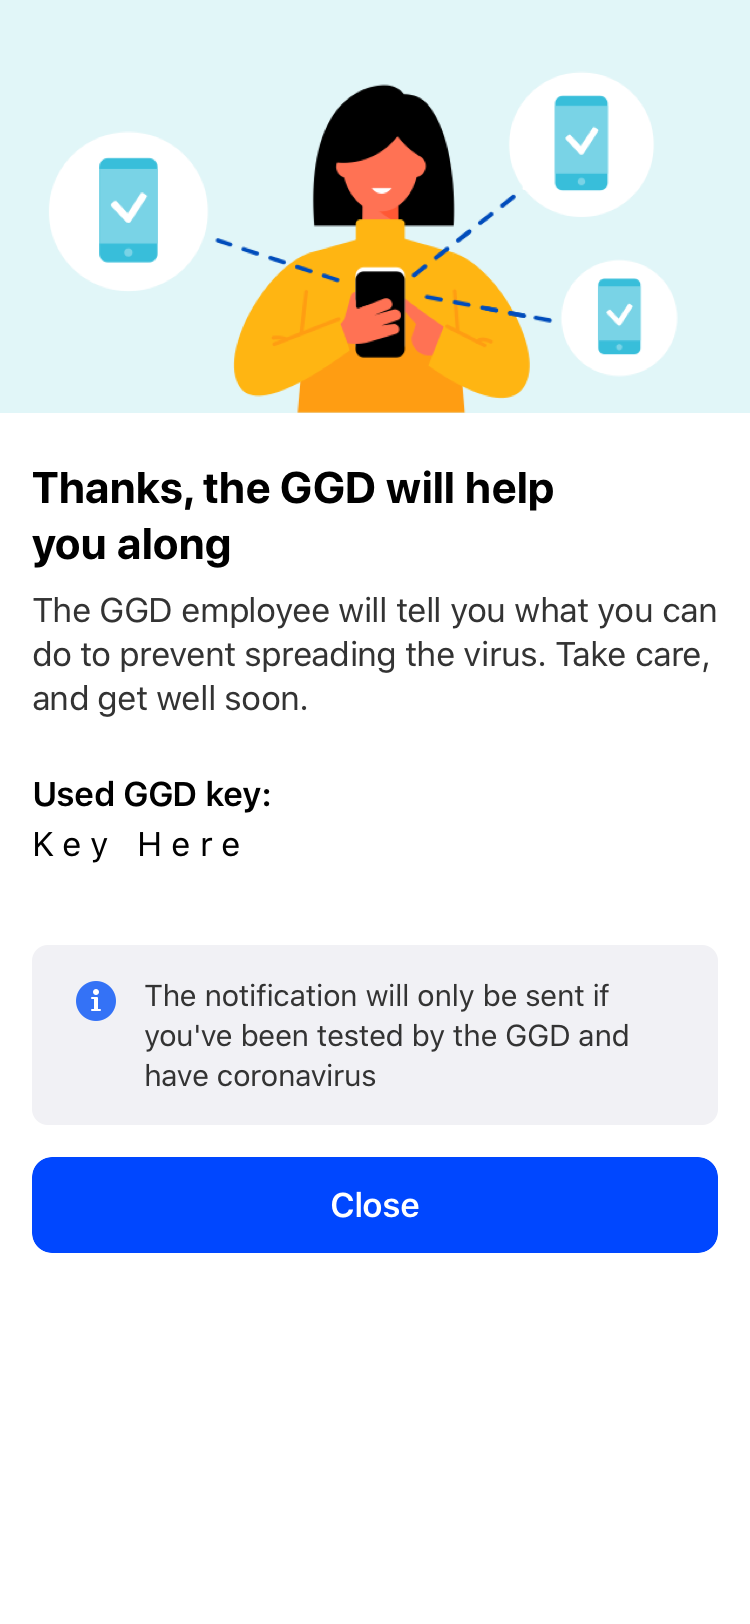 Thanks, the GGD will help
you along
The GGD employee will tell you what you can
do to prevent spreading the virus. Take care,
and get well soon.
Used GGD key:
Key Here
The notification will only be sent if
you've been tested by the GGD and
have coronavirus
Close